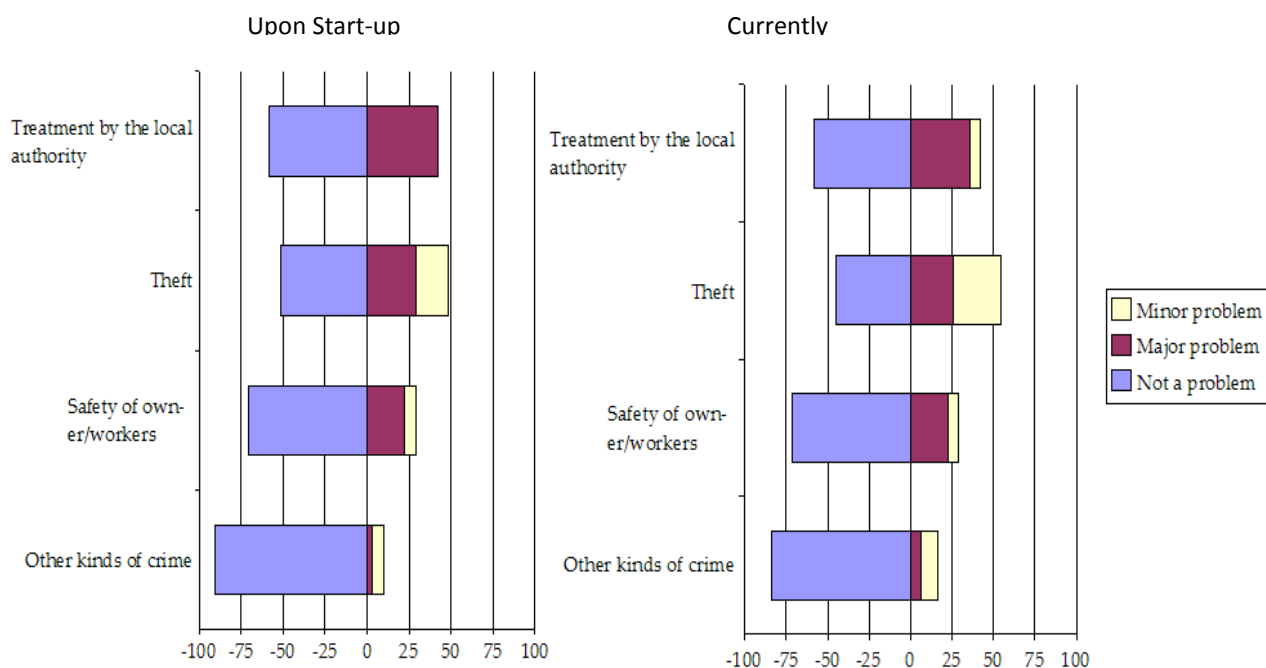 Upon Start-up
Currently
Treatment by the local
authority
Theft
Safety of own-
er/workers
Other kinds of crime
-100 -75 -50 -25 0 25 50 75 100
Treatment by the local
authority
Theft
Safety of own-
er/workers
Other kinds of crime
-100 -75 -50 -25 0 25 50 75 100
Minor problem
Major problem
Not a problem